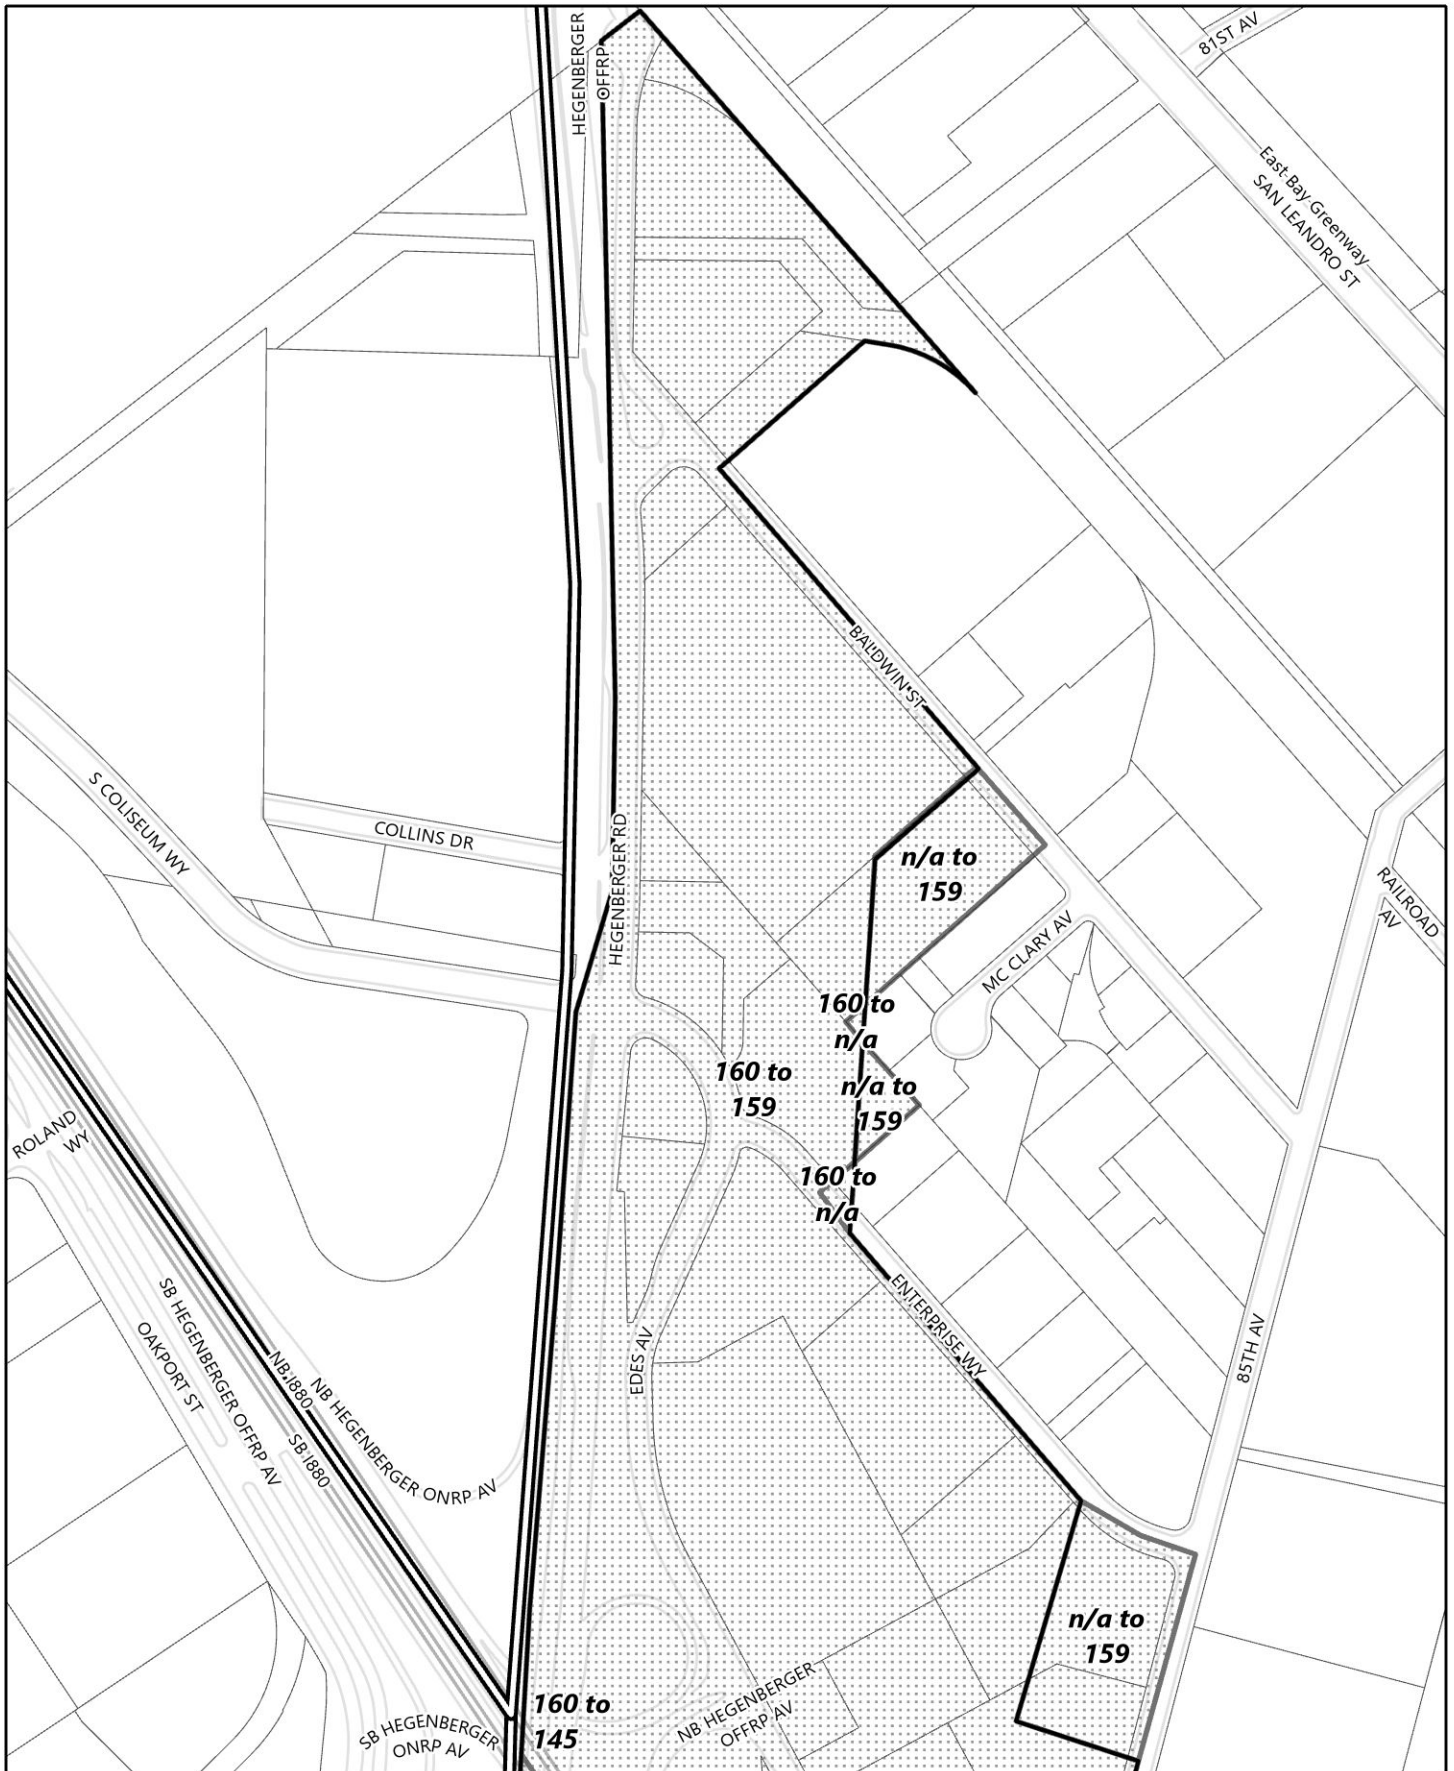 81ST AV
HEGENBERGER
OFFRP
East Bay Greenway
SAN LEANDRO ST
BALDWIN ST
S COLISEUM WY
COLLINS DR
HEGENBERGER RD
n/a to
159
RAILROAD
AV
MC CLARY AV
160 to
n/a
160 to
159
n/a to
159
ROLAND
WY
160 to
n/a
ENTERPRISE WY
85TH AV
EDES AV
SB HEGENBERGER OFFRP AV
OAKPORT ST
NB I880
NB HEGENBERGER ONRP AV
SB I880
n/a to
159
160 to
145
NB HEGENBERGER
OFFRP AV
SB HEGENBERGER
ONRP AV